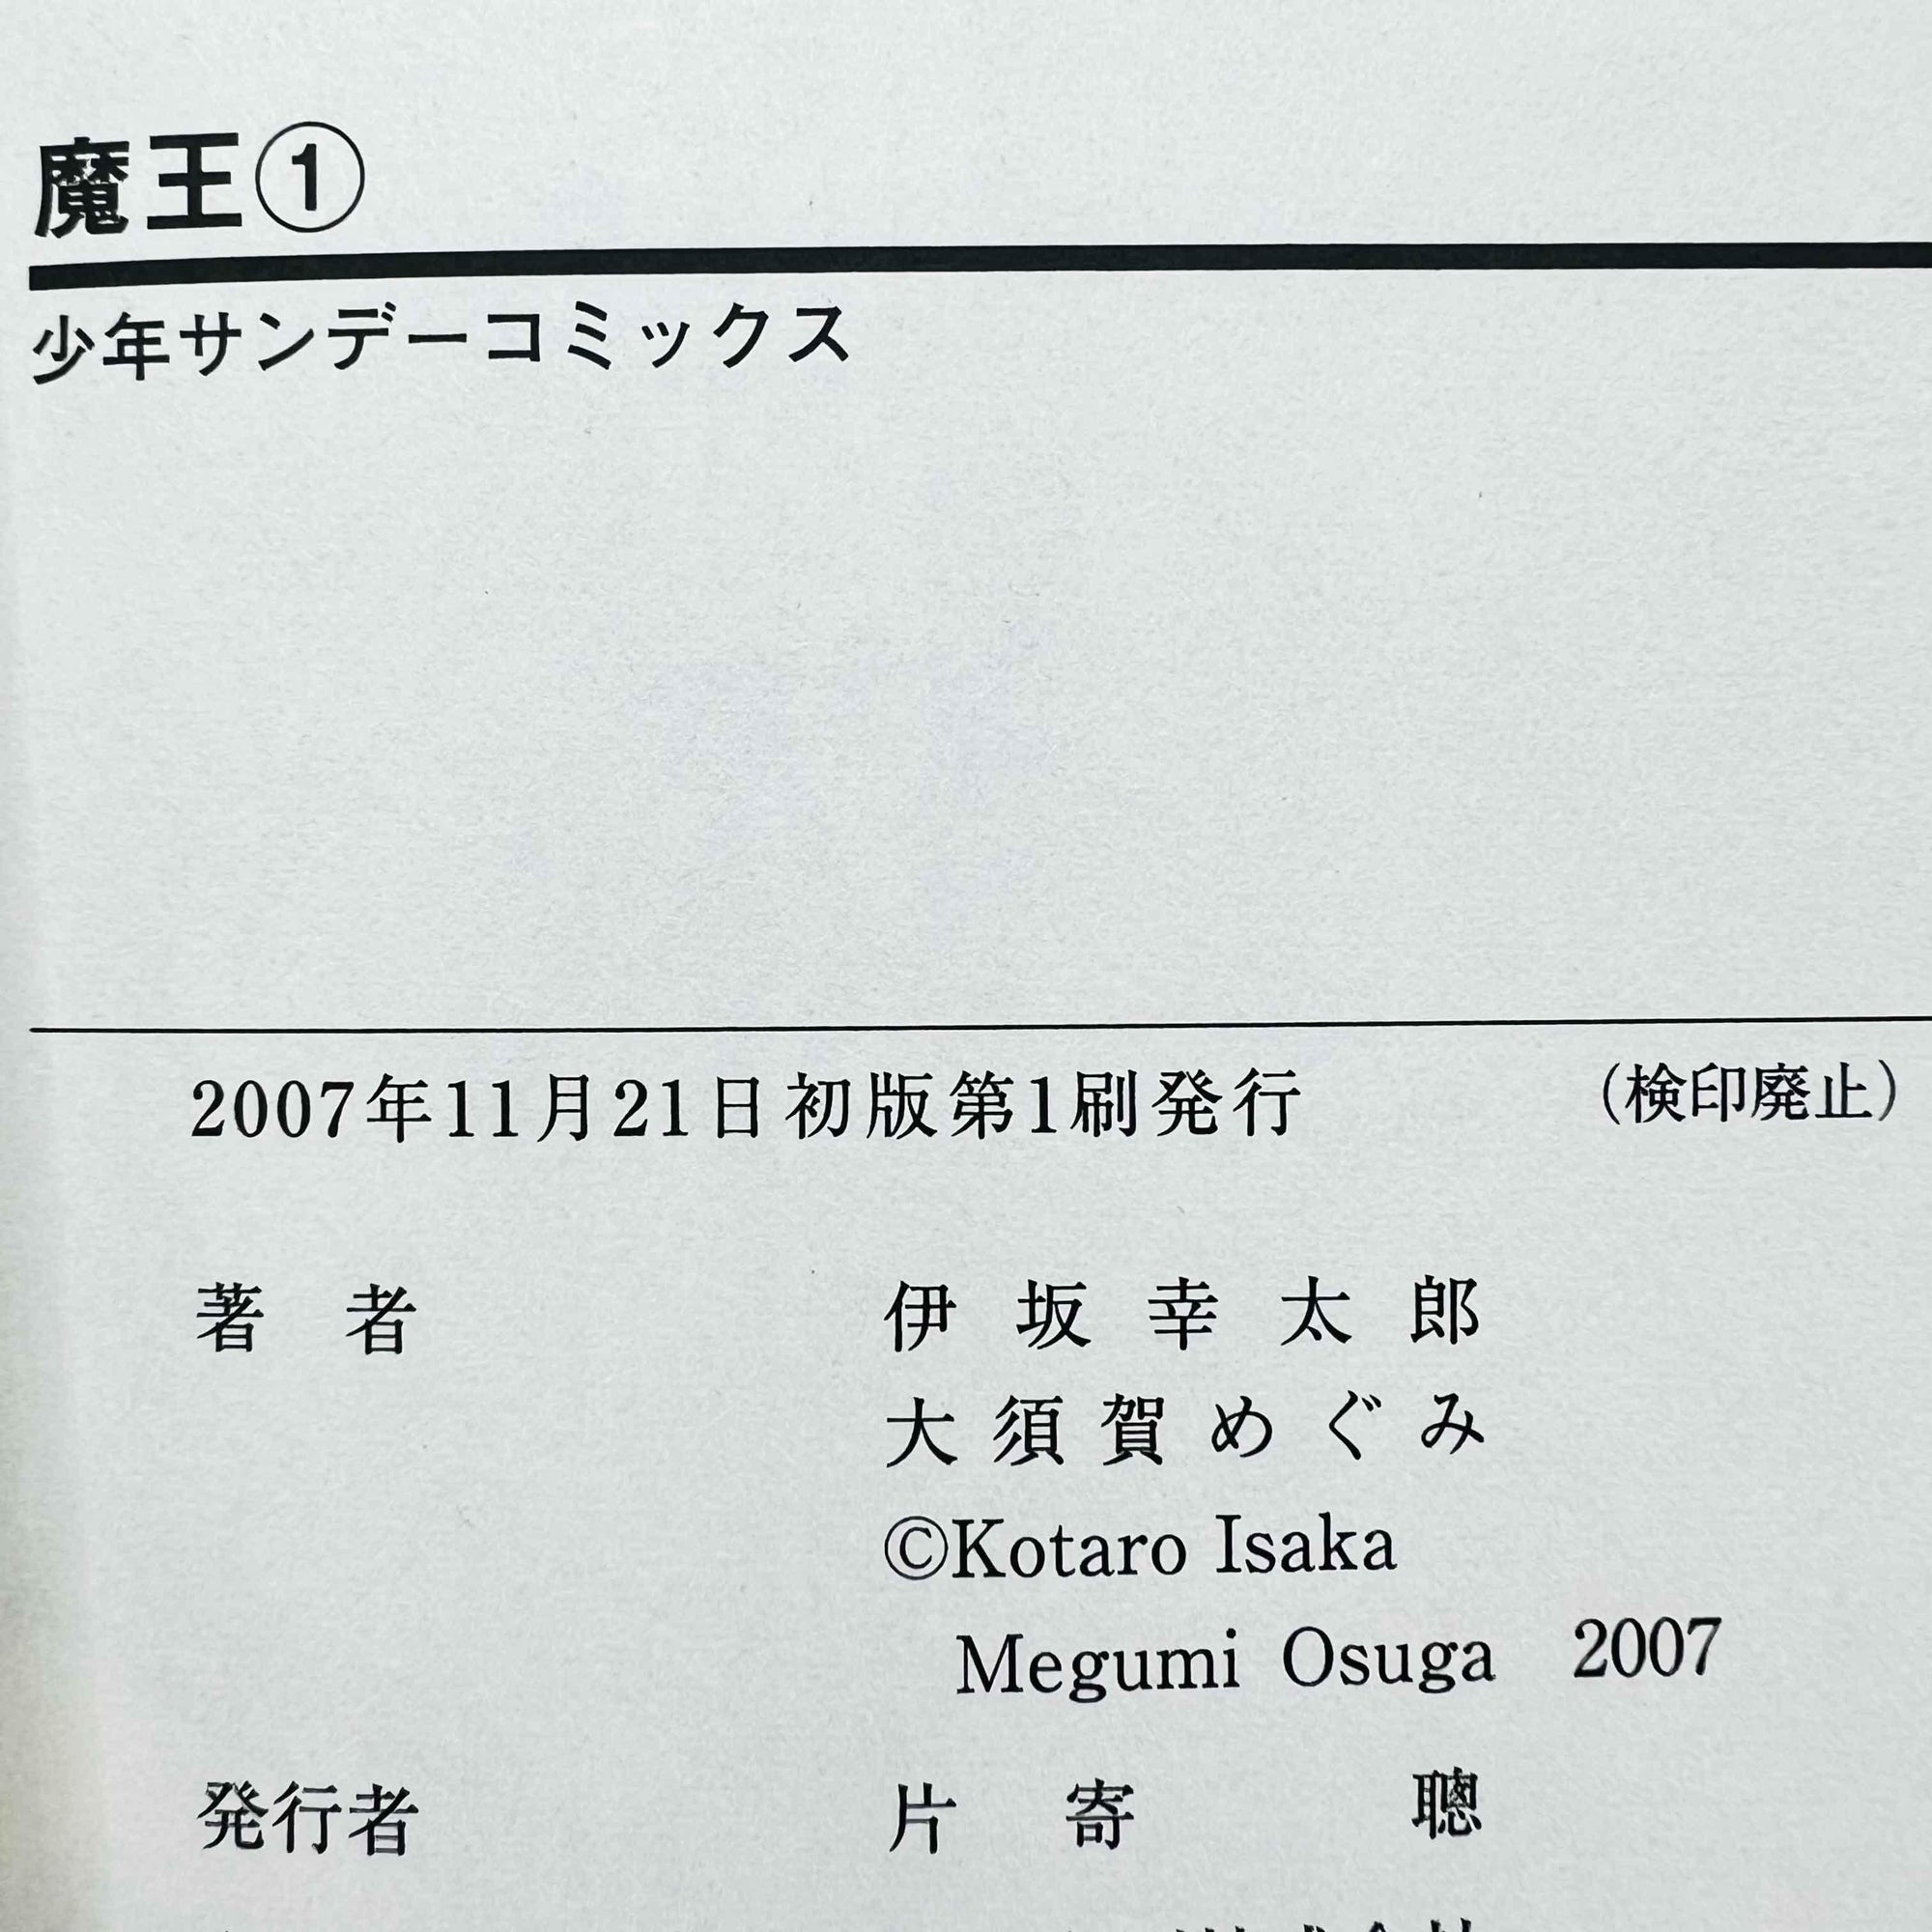 魔王①
少年サンデーコミックス
2007年11月21日初版第1刷発行 (検印廃止)
著者 伊坂幸太郎
大須賀めぐみ
©Kotaro Isaka
Megumi Osuga 2007
発行者 片寄聰